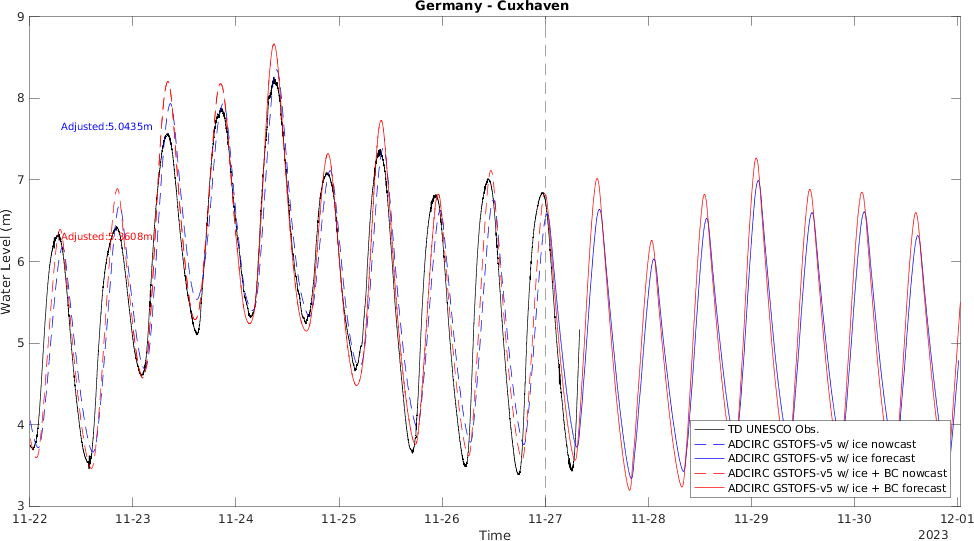 Germany - Cuxhaven
9
8
7
6
5
4
3
Water Level (m)
Adjusted:5.0435m
Adjusted:5.3608m
TD UNESCO Obs.
ADCIRC GSTOFS-v5 w/ ice nowcast
ADCIRC GSTOFS-v5 w/ ice forecast
ADCIRC GSTOFS-v5 w/ ice + BC nowcast
ADCIRC GSTOFS-v5 w/ ice + BC forecast
11-22 11-23 11-24 11-25 11-26 11-27 11-28 11-29 11-30 12-01
Time
2023